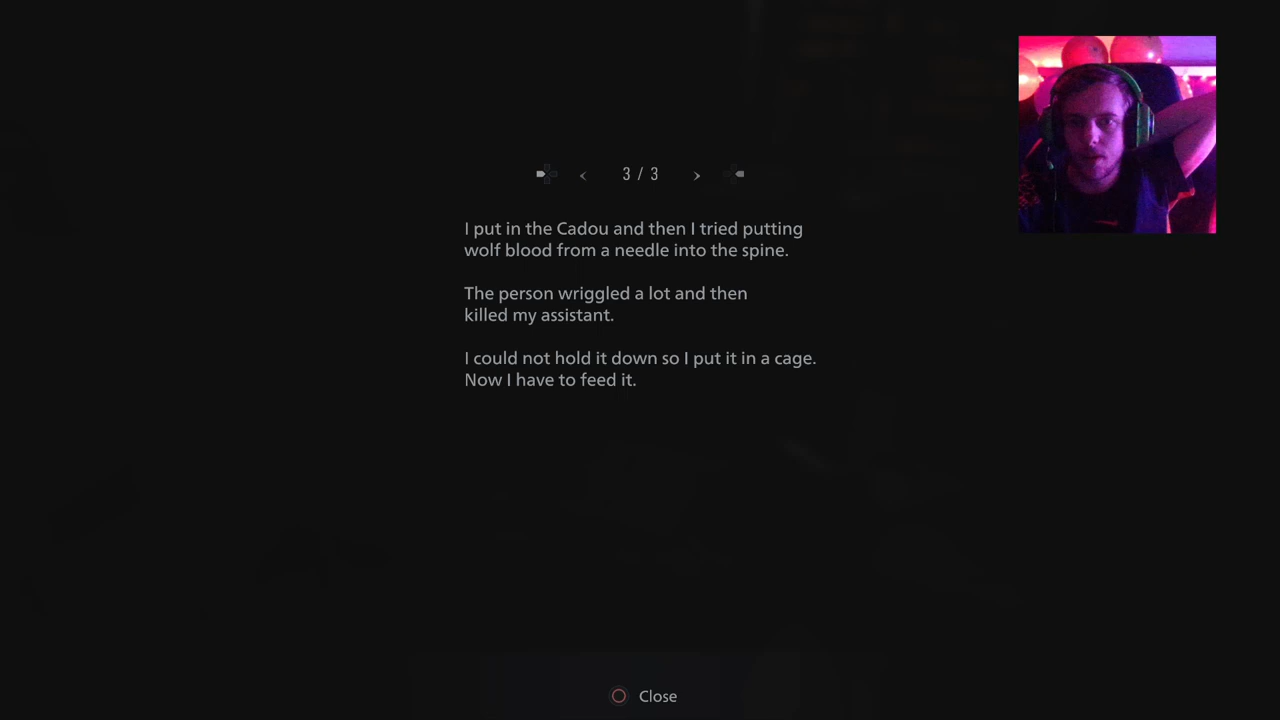 3 / 3
I put in the Cadou and then I tried putting
wolf blood from a needle into the spine.
The person wriggled a lot and then
killed my assistant.
I could not hold it down so I put it in a cage.
Now I have to feed it.
Close